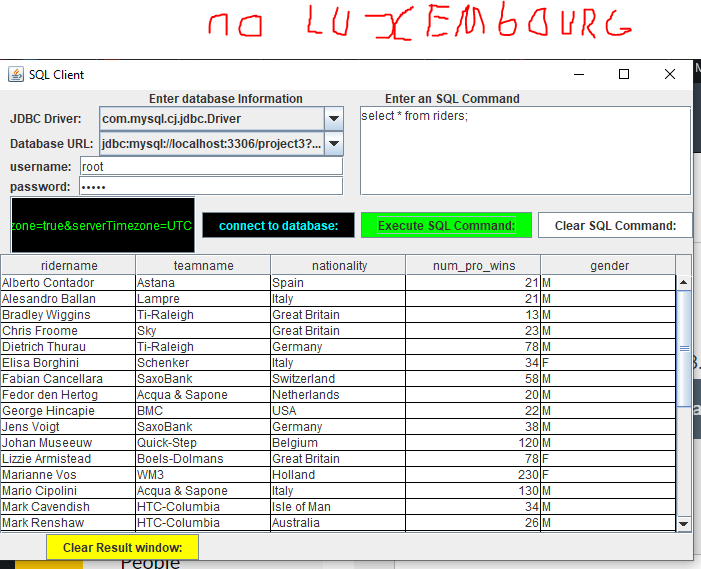 no LUXEMbOURG
SQL Client
Enter database Information
Enter an SQL Command
JDBC Driver: com.mysql.cj.jdbc.Driver
select * from riders;
Database URL: jdbc:mysql://localhost:3306/project3?...
username: root
password: •••••
zone=true&serverTimezone=UTC
connect to database:
Execute SQL Command:
Clear SQL Command:
ridername teamname nationality num_pro_wins gender
Alberto Contador Astana Spain 21 M
Alesandro Ballan Lampre Italy 21 M
Bradley Wiggins Ti-Raleigh Great Britain 13 M
Chris Froome Sky Great Britain 23 M
Dietrich Thurau Ti-Raleigh Germany 78 M
Elisa Borghini Schenker Italy 34 F
Fabian Cancellara SaxoBank Switzerland 58 M
Fedor den Hertog Acqua & Sapone Netherlands 20 M
George Hincapie BMC USA 22 M
Jens Voigt SaxoBank Germany 38 M
Johan Museeuw Quick-Step Belgium 120 M
Lizzie Armistead Boels-Dolmans Great Britain 78 F
Marianne Vos WM3 Holland 230 F
Mario Cipolini Acqua & Sapone Italy 130 M
Mark Cavendish HTC-Columbia Isle of Man 34 M
Mark Renshaw HTC-Columbia Australia 26 M
Clear Result window:
People